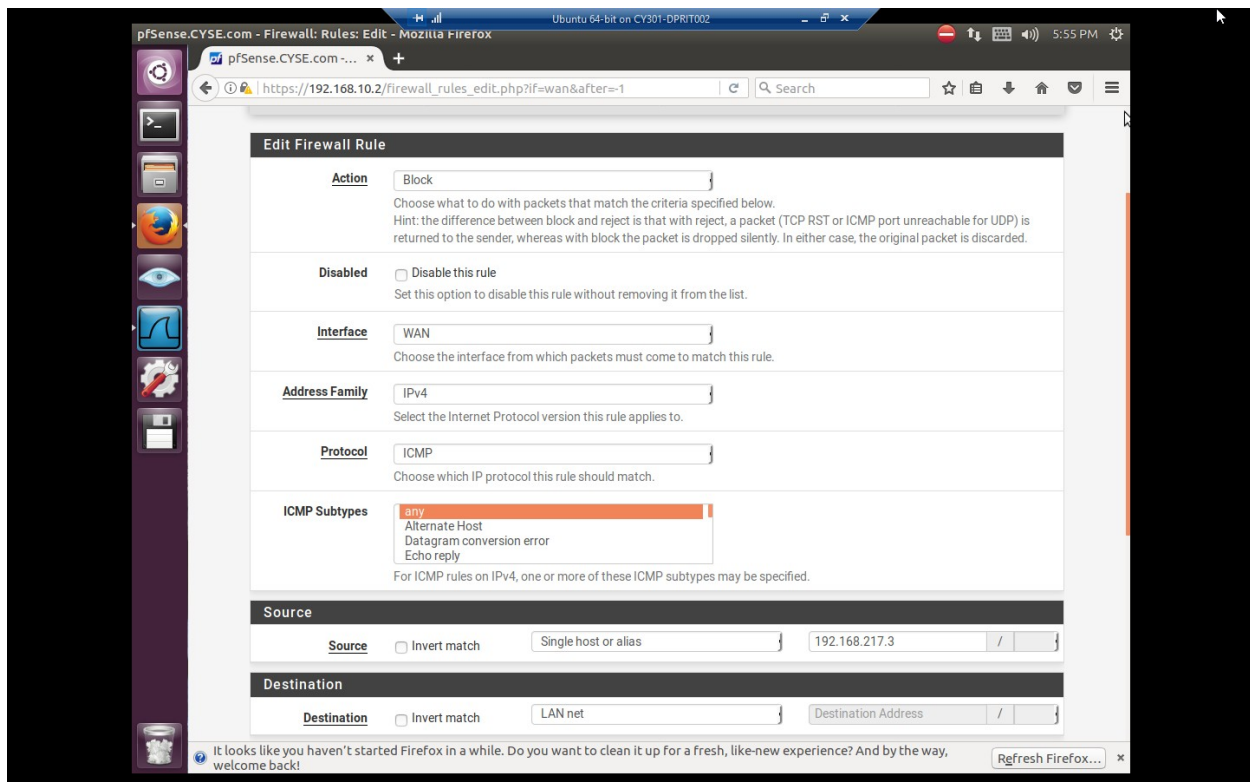 Ubuntu 64-bit on CY301-DPRIT002
pfSense.CYSE.com - Firewall: Rules: Edit - Mozilla Firefox
5:55 PM
pfSense.CYSE.com -...
https://192.168.10.2/firewall_rules_edit.php?if=wan&after=-1
Search
Edit Firewall Rule
Action
Block
Choose what to do with packets that match the criteria specified below.
Hint: the difference between block and reject is that with reject, a packet (TCP RST or ICMP port unreachable for UDP) is
returned to the sender, whereas with block the packet is dropped silently. In either case, the original packet is discarded.
Disabled
Disable this rule
Set this option to disable this rule without removing it from the list.
Interface
WAN
Choose the interface from which packets must come to match this rule.
Address Family
IPv4
Select the Internet Protocol version this rule applies to.
Protocol
ICMP
Choose which IP protocol this rule should match.
ICMP Subtypes
any
Alternate Host
Datagram conversion error
Echo reply
For ICMP rules on IPv4, one or more of these ICMP subtypes may be specified.
Source
Source
Invert match
Single host or alias
192.168.217.3
/
Destination
Destination
Invert match
LAN net
Destination Address
/
It looks like you haven't started Firefox in a while. Do you want to clean it up for a fresh, like-new experience? And by the way,
welcome back!
Refresh Firefox...